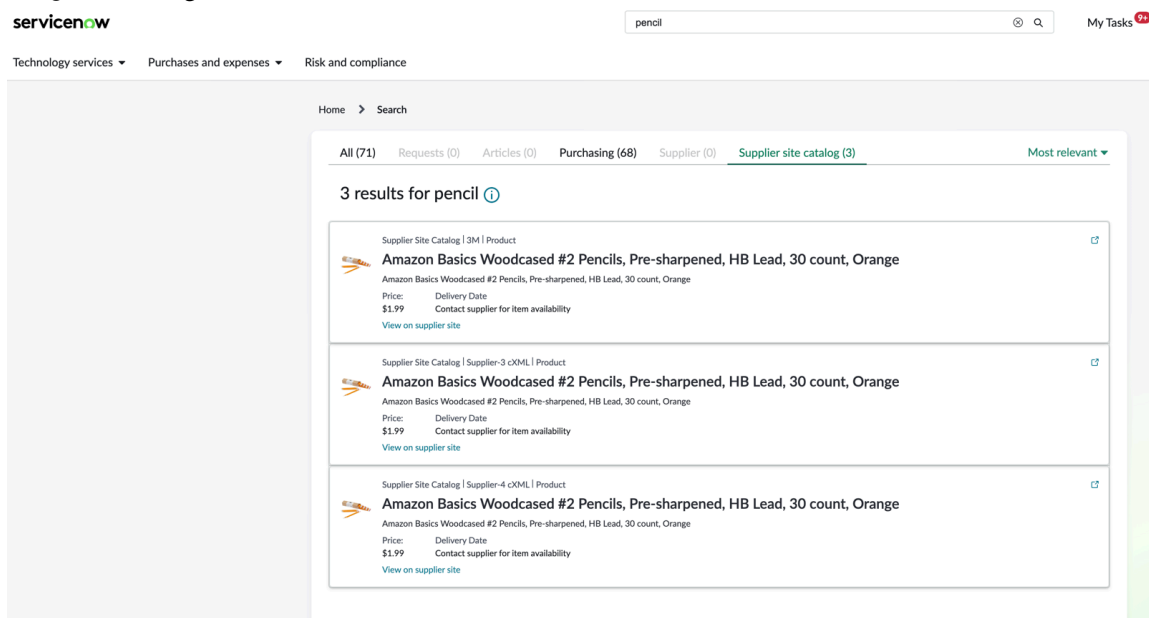 servicenow
pencil
My Tasks 9+
Technology services
Purchases and expenses
Risk and compliance
Home > Search
All (71) Requests (0) Articles (0) Purchasing (68) Supplier (0) Supplier site catalog (3) Most relevant
3 results for pencil
Supplier Site Catalog | 3M | Product
Amazon Basics Woodcased #2 Pencils, Pre-sharpened, HB Lead, 30 count, Orange
Amazon Basics Woodcased #2 Pencils, Pre-sharpened, HB Lead, 30 count, Orange
Price: Delivery Date
$1.99 Contact supplier for item availability
View on supplier site
Supplier Site Catalog | Supplier-3 cXML | Product
Amazon Basics Woodcased #2 Pencils, Pre-sharpened, HB Lead, 30 count, Orange
Amazon Basics Woodcased #2 Pencils, Pre-sharpened, HB Lead, 30 count, Orange
Price: Delivery Date
$1.99 Contact supplier for item availability
View on supplier site
Supplier Site Catalog | Supplier-4 cXML | Product
Amazon Basics Woodcased #2 Pencils, Pre-sharpened, HB Lead, 30 count, Orange
Amazon Basics Woodcased #2 Pencils, Pre-sharpened, HB Lead, 30 count, Orange
Price: Delivery Date
$1.99 Contact supplier for item availability
View on supplier site